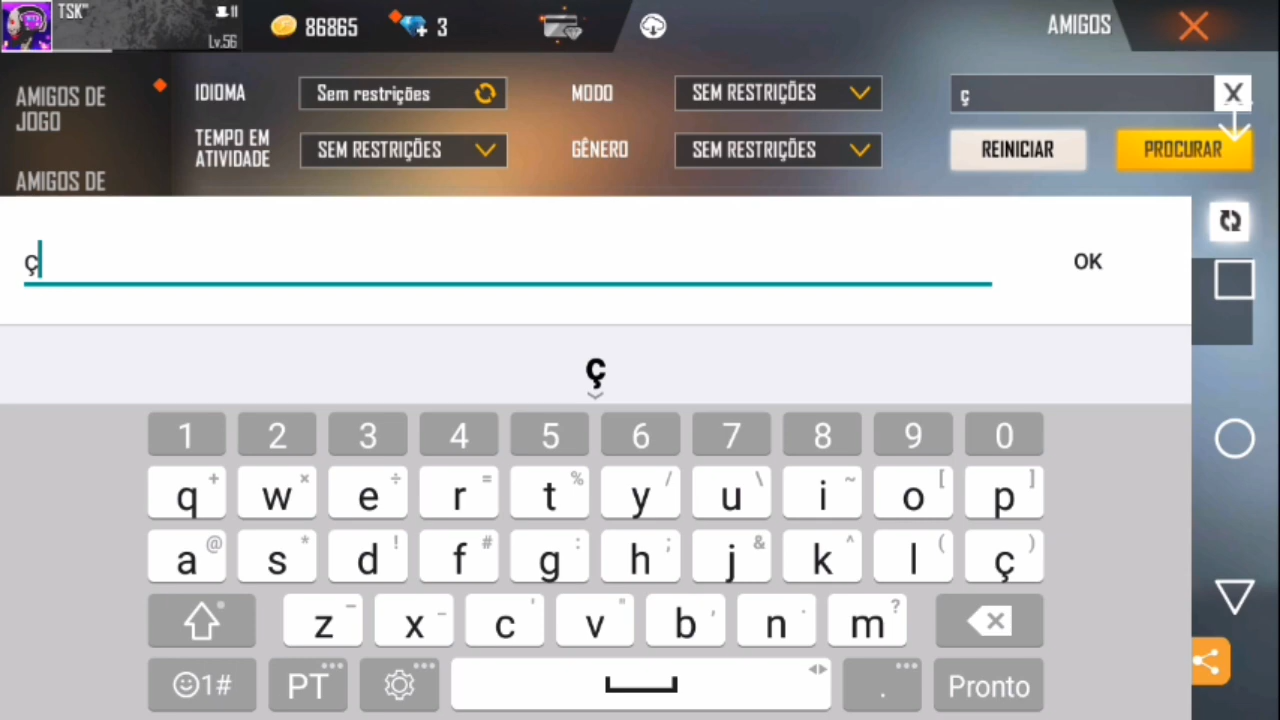 TSK"
11
Lv.56
86865
3
AMIGOS
AMIGOS DE
JOGO
AMIGOS DE
IDIOMA
Sem restrições
MODO
SEM RESTRIÇÕES
ç
X
TEMPO EM
ATIVIDADE
SEM RESTRIÇÕES
GÊNERO
SEM RESTRIÇÕES
REINICIAR
PROCURAR
ç
OK
ç
1 2 3 4 5 6 7 8 9 0
q + w × e ÷ r = t % y / u \ i ~ o [ p ]
a @ s * d ! f # g : h ; j & k ^ l ( ç )
z - x _ c ' v " b , n . m ?
1# PT . Pronto